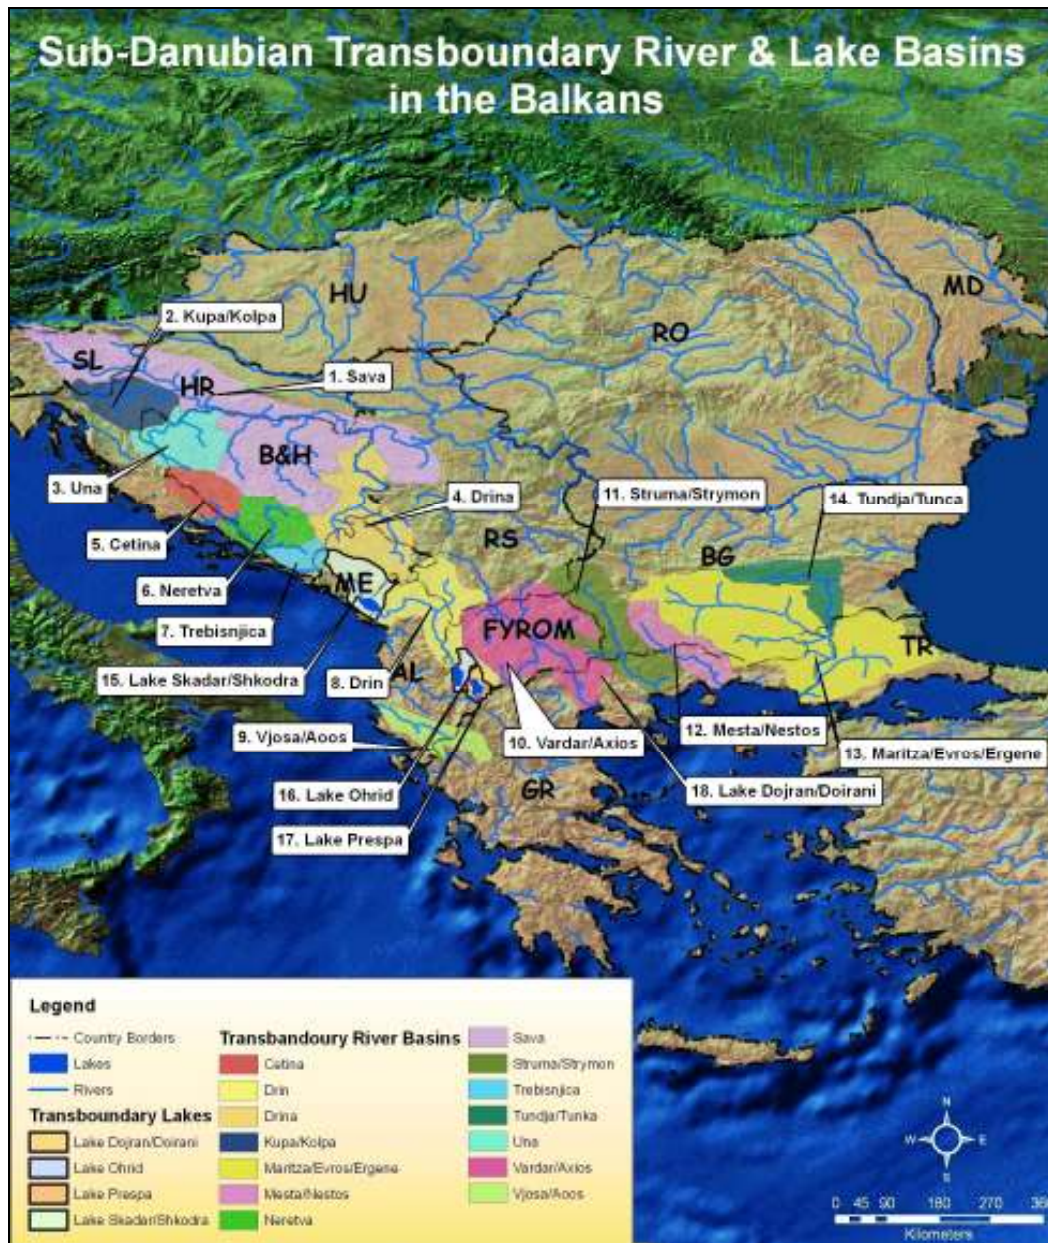 Sub-Danubian Transboundary River & Lake Basins
in the Balkans
HU
MD
RO
2. Kupa/Kolpa
SL
HR
1. Sava
B&H
3. Una
4. Drina
11. Struma/Strymon
14. Tundja/Tunca
5. Cetina
RS
BG
6. Neretva
ME
7. Trebisnjica
FYROM
TR
15. Lake Skadar/Shkodra
8. Drin
AL
9. Vjosa/Aoos
10. Vardar/Axios
12. Mesta/Nestos
13. Maritza/Evros/Ergene
16. Lake Ohrid
GR
18. Lake Dojran/Doirani
17. Lake Prespa
Legend
Country Borders
Lakes
Rivers
Transboundary Lakes
Lake Dojran/Doirani
Lake Ohrid
Lake Prespa
Lake Skadar/Shkodra
Transbandoury River Basins
Cetina
Drin
Drina
Kupa/Kolpa
Maritza/Evros/Ergene
Mesta/Nestos
Neretva
Sava
Struma/Strymon
Trebisnjica
Tundja/Tunka
Una
Vardar/Axios
Vjosa/Aoos
N
W E
S
0 45 90 180 270 360
Kilometers